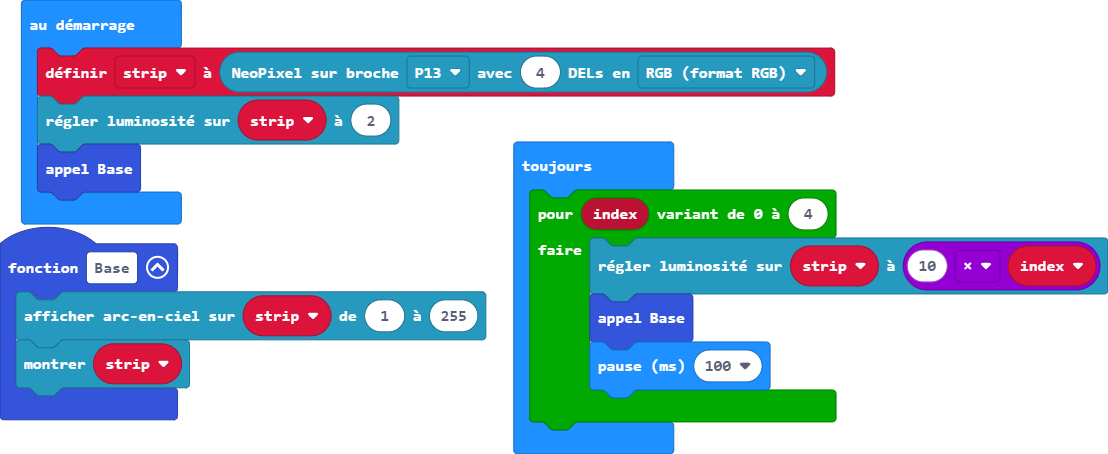 au démarrage
définir strip à NeoPixel sur broche P13 avec 4 DELs en RGB (format RGB)
régler luminosité sur strip à 2
appel Base
fonction Base
afficher arc-en-ciel sur strip de 1 à 255
montrer strip
toujours
pour index variant de 0 à 4
faire
régler luminosité sur strip à 10 × index
appel Base
pause (ms) 100